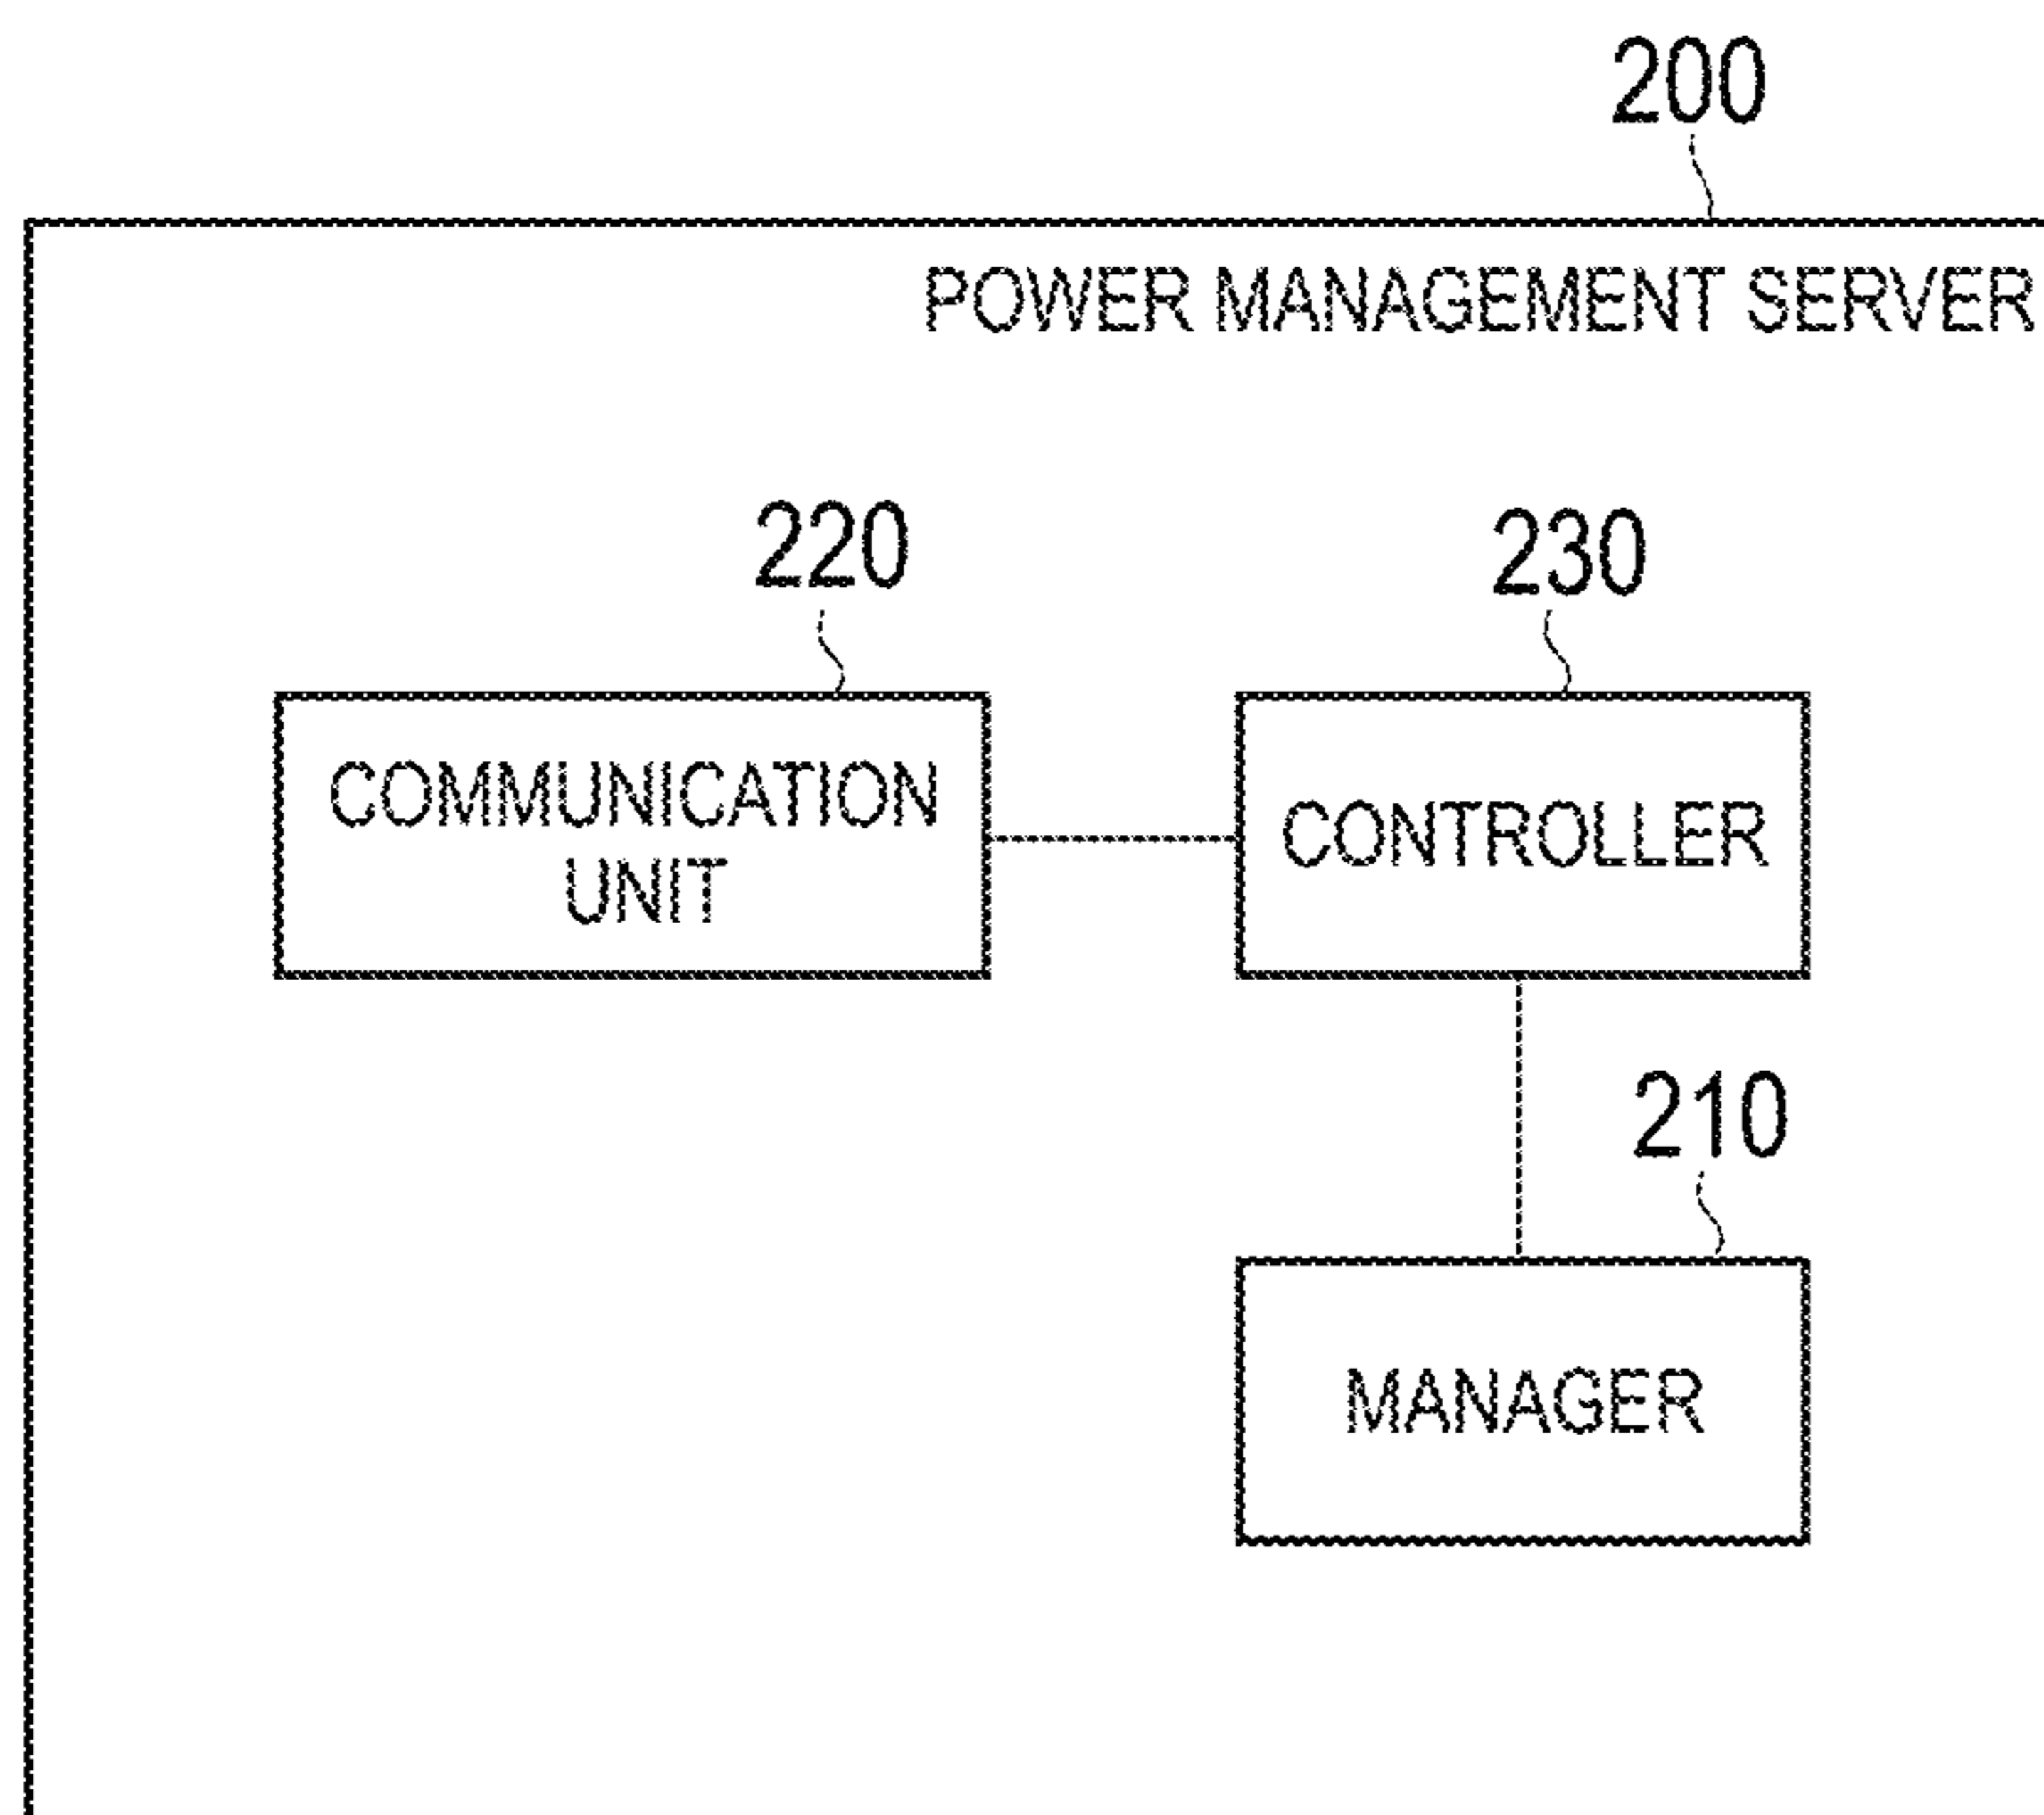 200
POWER MANAGEMENT SERVER
220
230
COMMUNICATION
UNIT
CONTROLLER
210
MANAGER